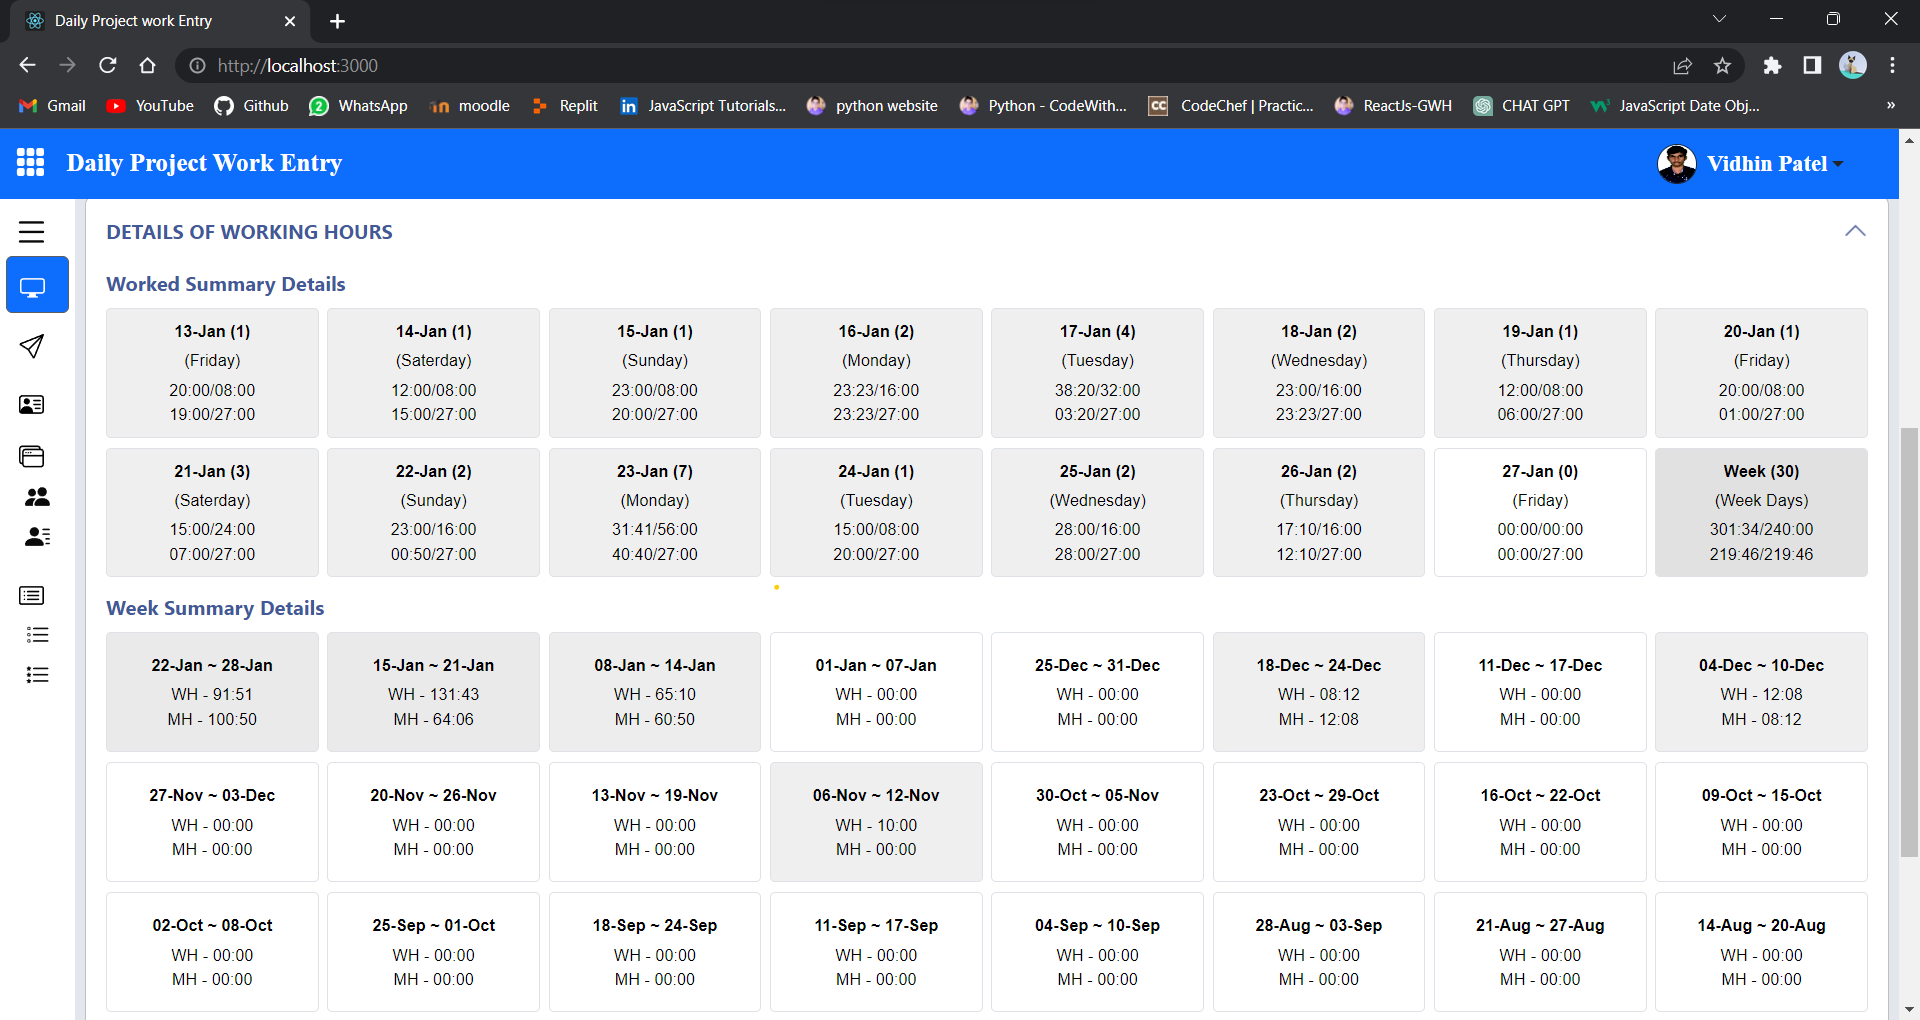 Daily Project work Entry
http://localhost:3000
Gmail YouTube Github 2 WhatsApp moodle Replit in JavaScript Tutorials... python website Python - CodeWith... CC CodeChef | Practic... ReactJs-GWH CHAT GPT JavaScript Date Obj... »
Daily Project Work Entry
Vidhin Patel
DETAILS OF WORKING HOURS
Worked Summary Details
13-Jan (1)
(Friday)
20:00/08:00
19:00/27:00
14-Jan (1)
(Saterday)
12:00/08:00
15:00/27:00
15-Jan (1)
(Sunday)
23:00/08:00
20:00/27:00
16-Jan (2)
(Monday)
23:23/16:00
23:23/27:00
17-Jan (4)
(Tuesday)
38:20/32:00
03:20/27:00
18-Jan (2)
(Wednesday)
23:00/16:00
23:23/27:00
19-Jan (1)
(Thursday)
12:00/08:00
06:00/27:00
20-Jan (1)
(Friday)
20:00/08:00
01:00/27:00
21-Jan (3)
(Saterday)
15:00/24:00
07:00/27:00
22-Jan (2)
(Sunday)
23:00/16:00
00:50/27:00
23-Jan (7)
(Monday)
31:41/56:00
40:40/27:00
24-Jan (1)
(Tuesday)
15:00/08:00
20:00/27:00
25-Jan (2)
(Wednesday)
28:00/16:00
28:00/27:00
26-Jan (2)
(Thursday)
17:10/16:00
12:10/27:00
27-Jan (0)
(Friday)
00:00/00:00
00:00/27:00
Week (30)
(Week Days)
301:34/240:00
219:46/219:46
Week Summary Details
22-Jan ~ 28-Jan
WH - 91:51
MH - 100:50
15-Jan ~ 21-Jan
WH - 131:43
MH - 64:06
08-Jan ~ 14-Jan
WH - 65:10
MH - 60:50
01-Jan ~ 07-Jan
WH - 00:00
MH - 00:00
25-Dec ~ 31-Dec
WH - 00:00
MH - 00:00
18-Dec ~ 24-Dec
WH - 08:12
MH - 12:08
11-Dec ~ 17-Dec
WH - 00:00
MH - 00:00
04-Dec ~ 10-Dec
WH - 12:08
MH - 08:12
27-Nov ~ 03-Dec
WH - 00:00
MH - 00:00
20-Nov ~ 26-Nov
WH - 00:00
MH - 00:00
13-Nov ~ 19-Nov
WH - 00:00
MH - 00:00
06-Nov ~ 12-Nov
WH - 10:00
MH - 00:00
30-Oct ~ 05-Nov
WH - 00:00
MH - 00:00
23-Oct ~ 29-Oct
WH - 00:00
MH - 00:00
16-Oct ~ 22-Oct
WH - 00:00
MH - 00:00
09-Oct ~ 15-Oct
WH - 00:00
MH - 00:00
02-Oct ~ 08-Oct
WH - 00:00
MH - 00:00
25-Sep ~ 01-Oct
WH - 00:00
MH - 00:00
18-Sep ~ 24-Sep
WH - 00:00
MH - 00:00
11-Sep ~ 17-Sep
WH - 00:00
MH - 00:00
04-Sep ~ 10-Sep
WH - 00:00
MH - 00:00
28-Aug ~ 03-Sep
WH - 00:00
MH - 00:00
21-Aug ~ 27-Aug
WH - 00:00
MH - 00:00
14-Aug ~ 20-Aug
WH - 00:00
MH - 00:00